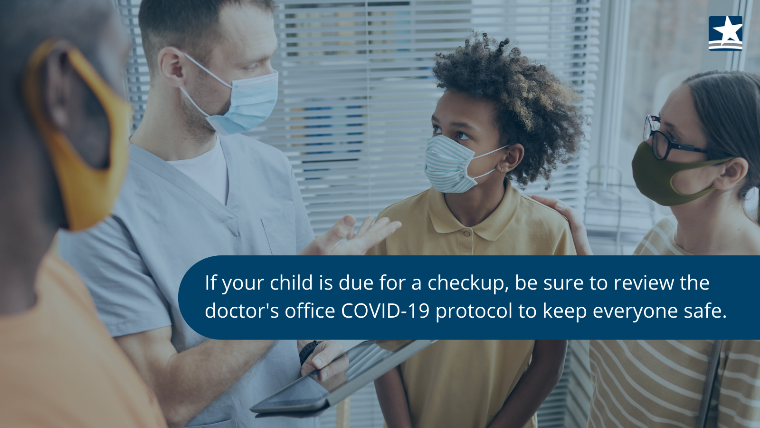 If your child is due for a checkup, be sure to review the
doctor's office COVID-19 protocol to keep everyone safe.